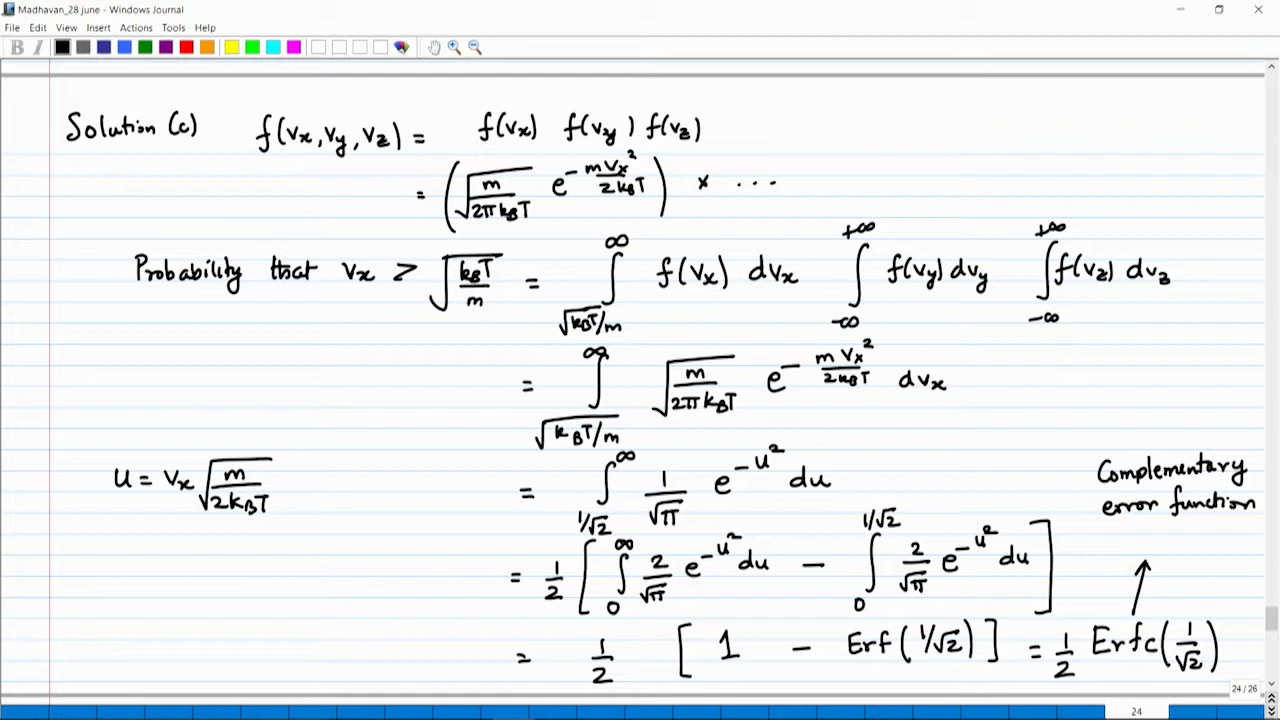 Madhavan_28 june - Windows Journal
File Edit View Insert Actions Tools Help
B I
Solution (c) f(vx, vy, vz) = f(vx) f(vy) f(vz)
= (√(m/2πkBT) e^(-mvx²/2kBT)) × ...
Probability that vx > √(kBT/m) = ∫_{√kBT/m}^{∞} f(vx) dvx ∫_{-∞}^{+∞} f(vy) dvy ∫_{-∞}^{+∞} f(vz) dvz
= ∫_{√kBT/m}^{∞} √(m/2πkBT) e^(-mvx²/2kBT) dvx
u = vx √(m/2kBT) = ∫_{1/√2}^{∞} 1/√π e^(-u²) du
Complementary
error function
= 1/2 [ ∫_{0}^{∞} 2/√π e^(-u²) du - ∫_{0}^{1/√2} 2/√π e^(-u²) du ]
= 1/2 [ 1 - Erf(1/√2) ] = 1/2 Erfc(1/√2)
24 / 26
24